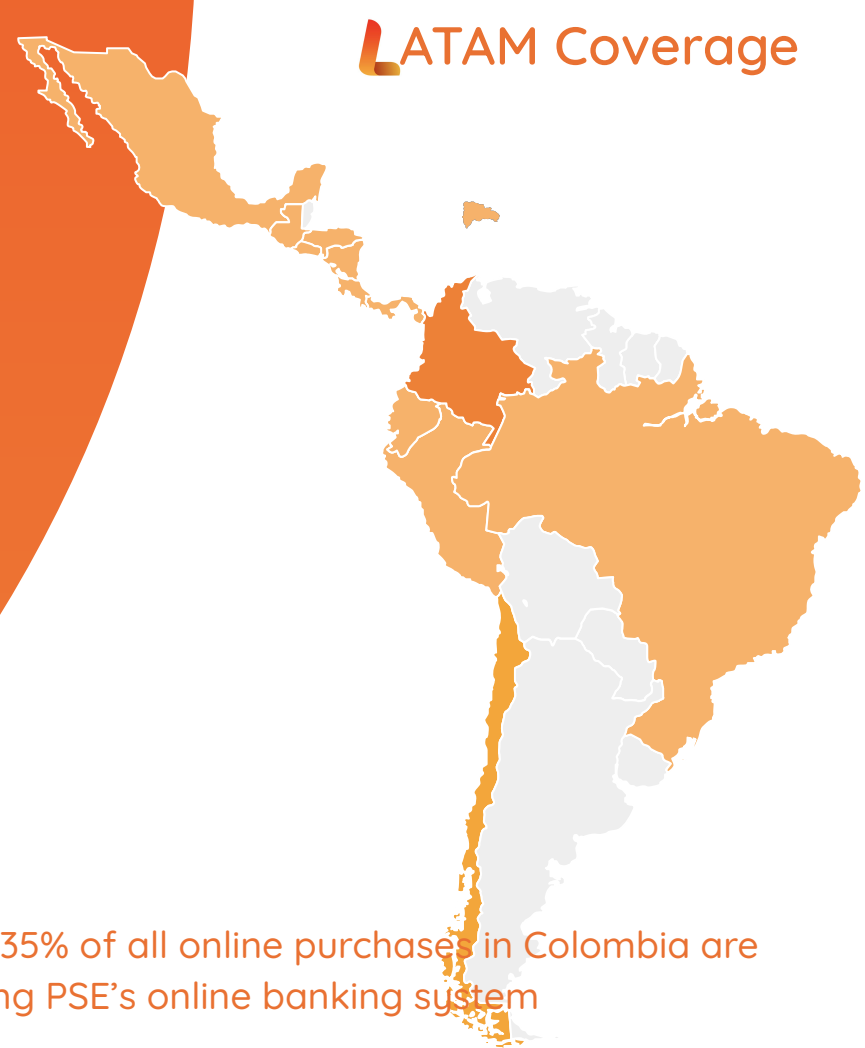 LATAM Coverage
35% of all online purchases in Colombia are
ng PSE’s online banking system